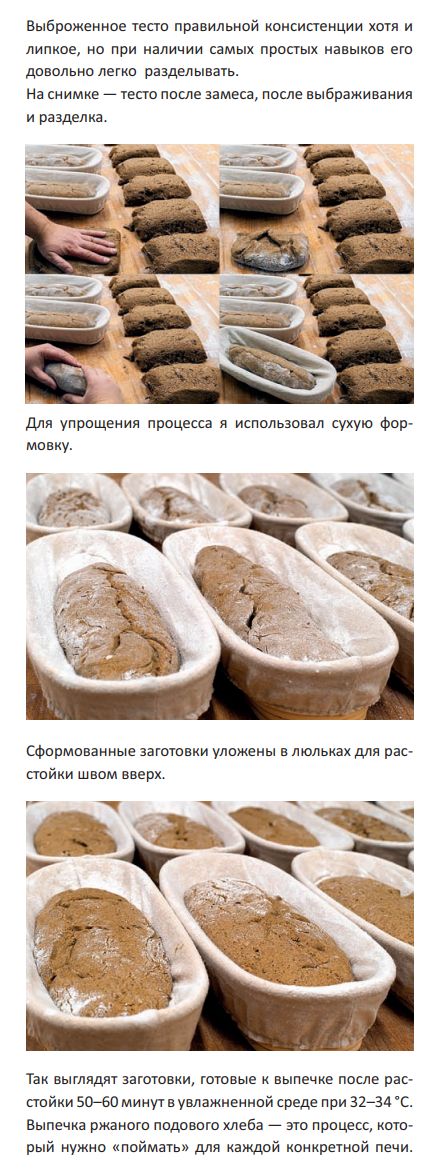 Выброженное тесто правильной консистенции хотя и
липкое, но при наличии самых простых навыков его
довольно легко разделывать.
На снимке — тесто после замеса, после выбраживания
и разделка.
Для упрощения процесса я использовал сухую фор-
мовку.
Сформованные заготовки уложены в люльках для рас-
стойки швом вверх.
Так выглядят заготовки, готовые к выпечке после рас-
стойки 50–60 минут в увлажненной среде при 32–34 °С.
Выпечка ржаного подового хлеба — это процесс, кото-
рый нужно «поймать» для каждой конкретной печи.